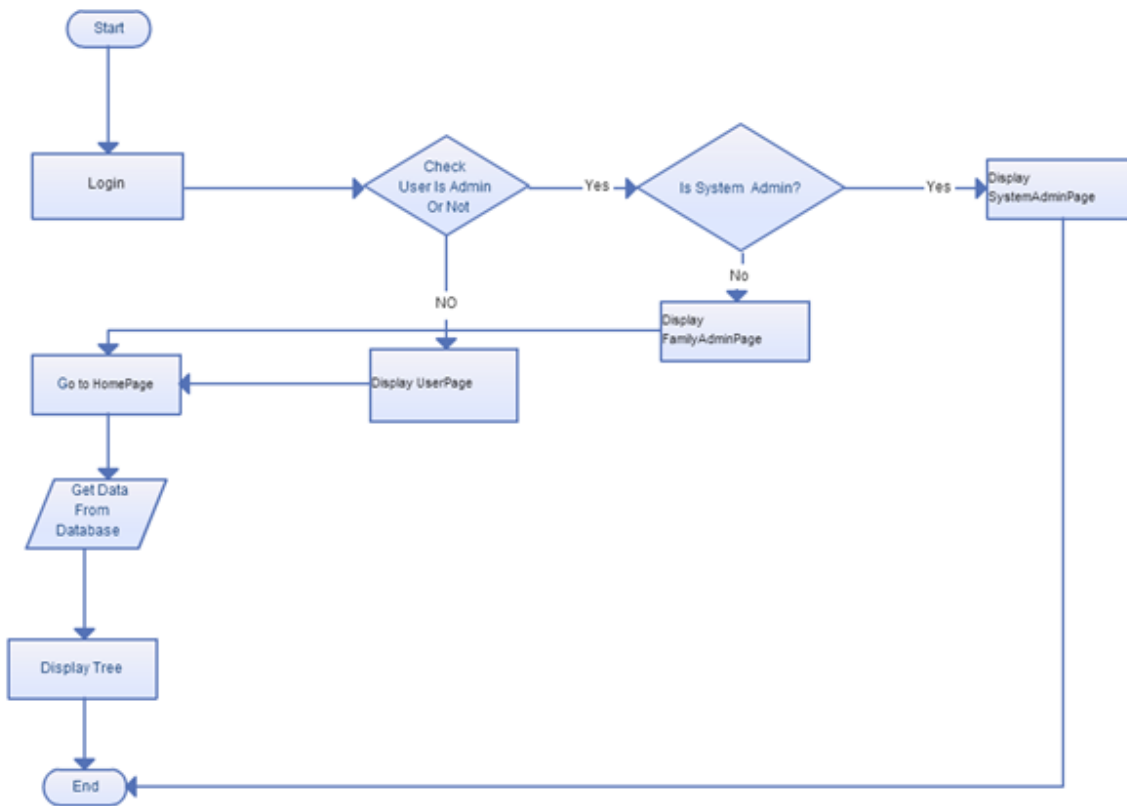 Start
Login
Check
User Is Admin
Or Not
Yes
Is System Admin?
Yes
Display
SystemAdminPage
No
NO
Display
FamilyAdminPage
Go to HomePage
Display UserPage
Get Data
From
Database
Display Tree
End